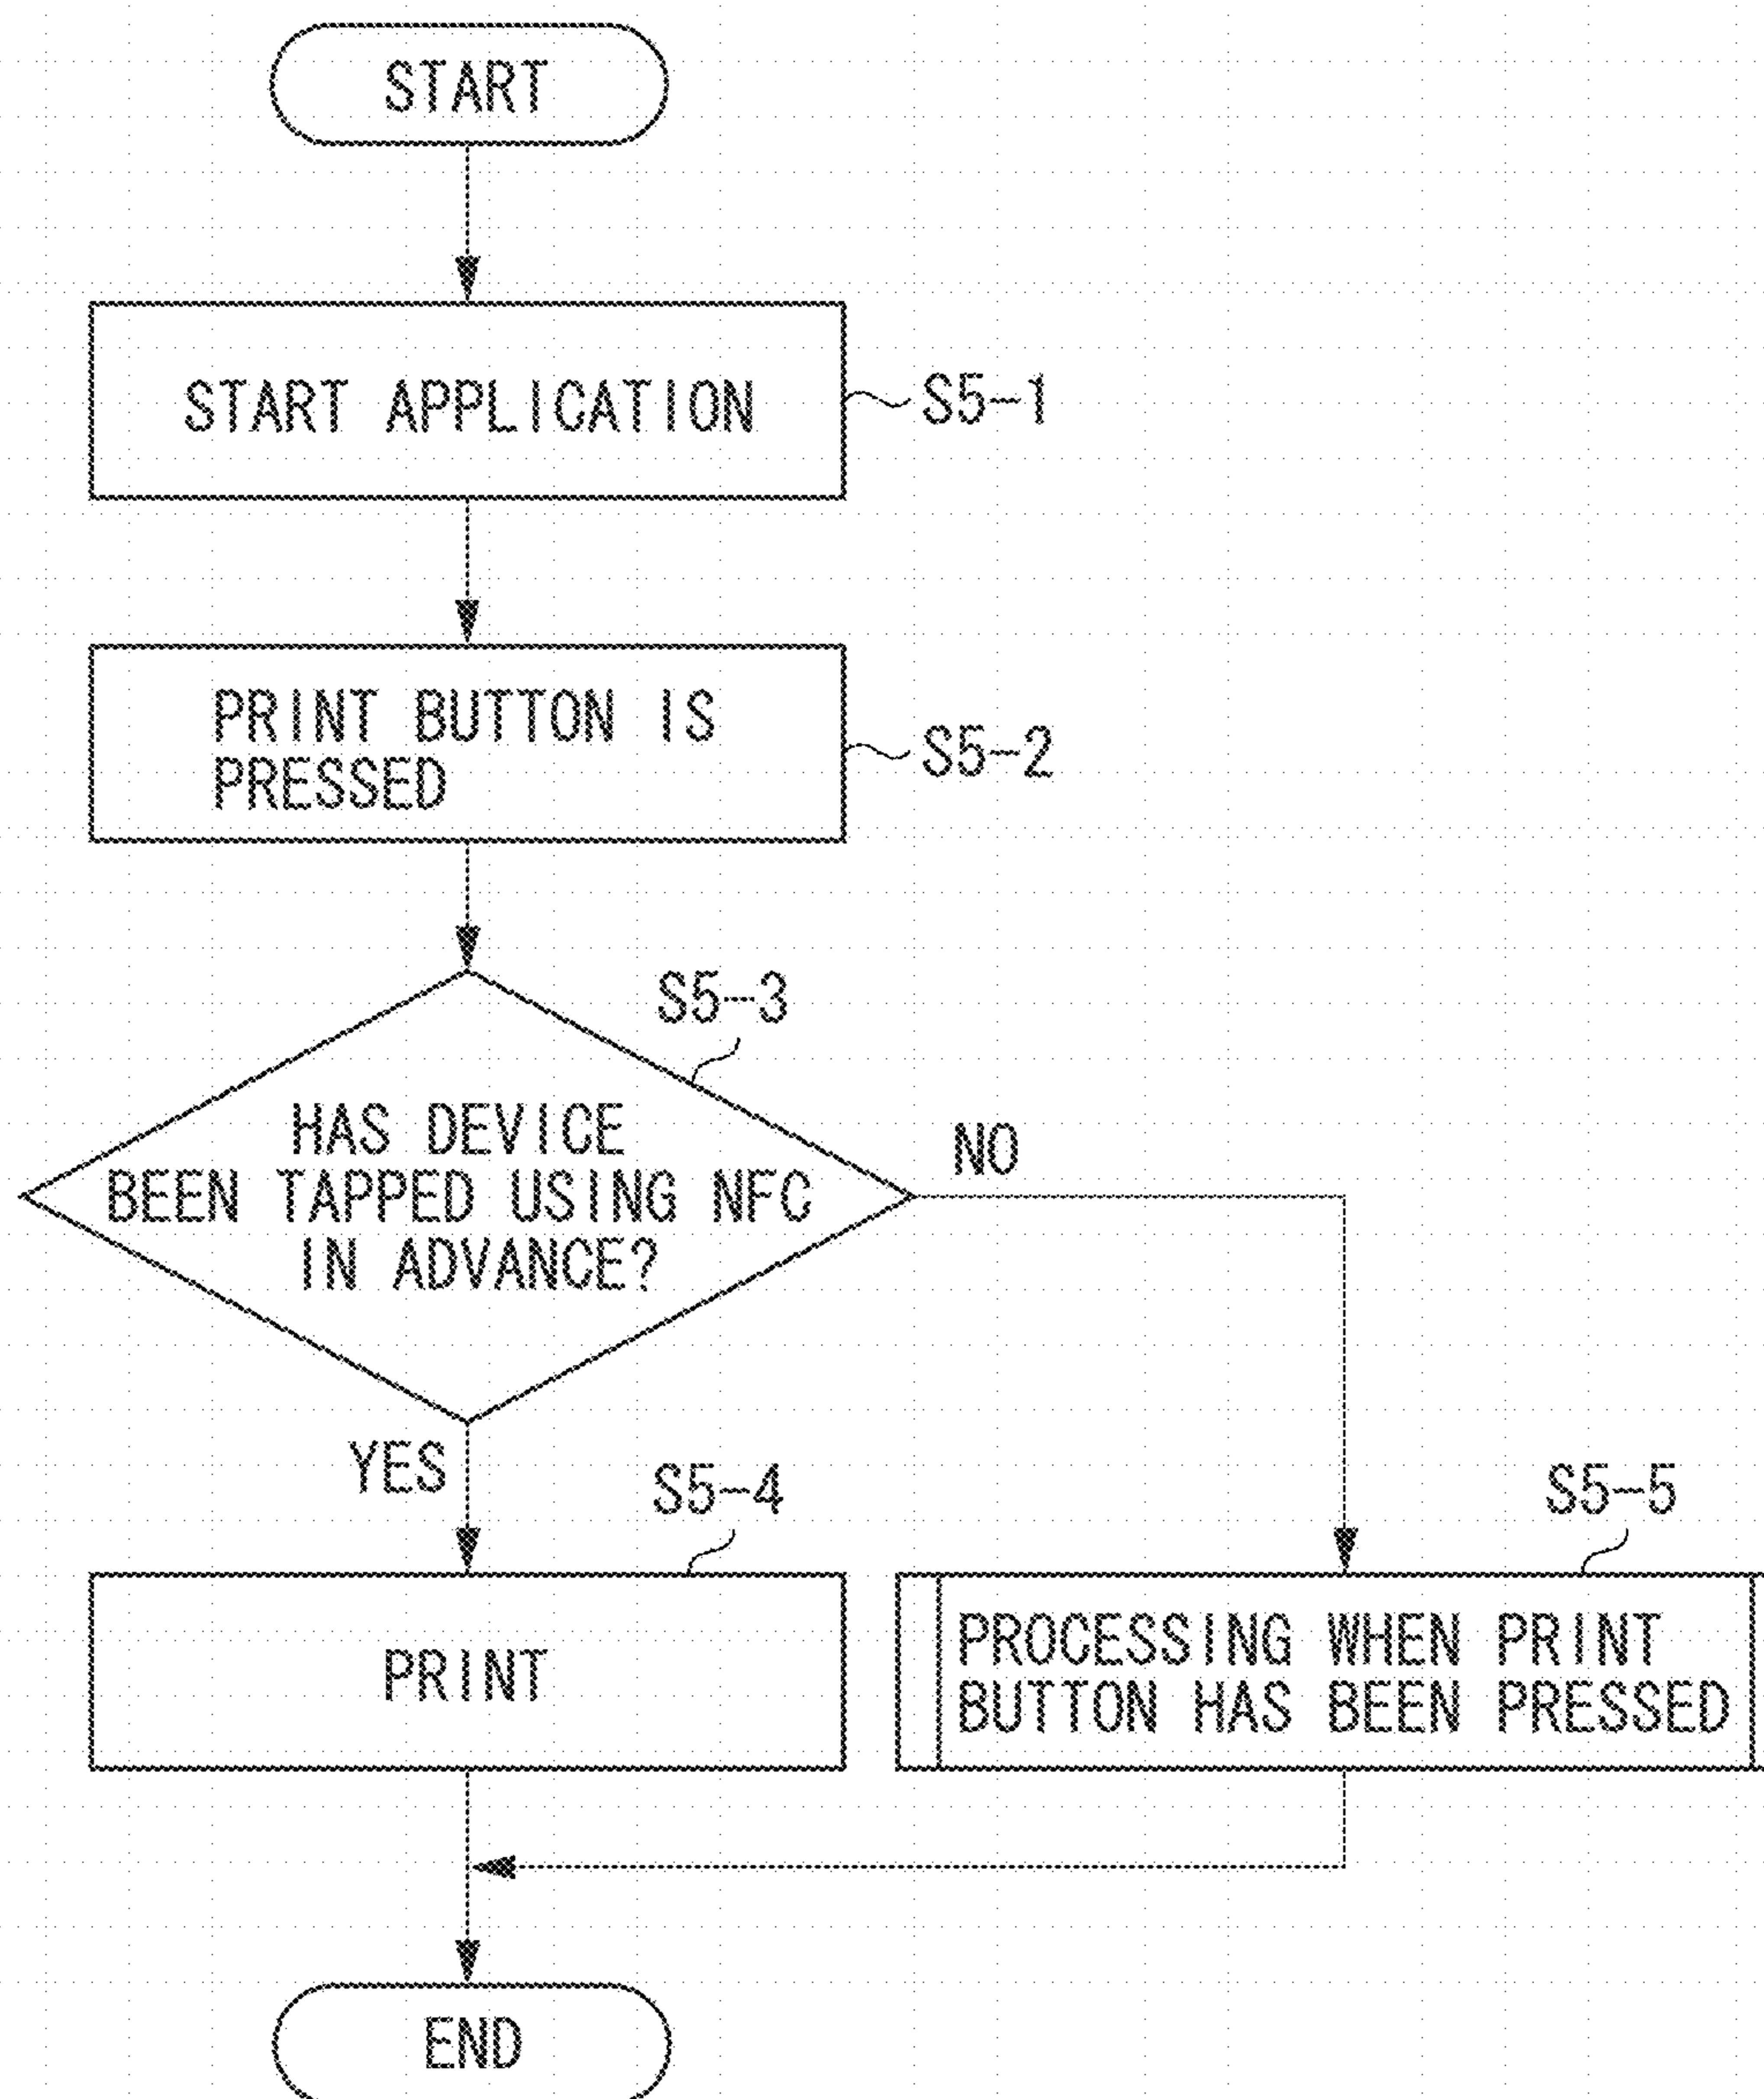 START
START APPLICATION
S5-1
PRINT BUTTON IS
PRESSED
S5-2
S5-3
HAS DEVICE
BEEN TAPPED USING NFC
IN ADVANCE?
NO
YES
S5-4
S5-5
PRINT
PROCESSING WHEN PRINT
BUTTON HAS BEEN PRESSED
END